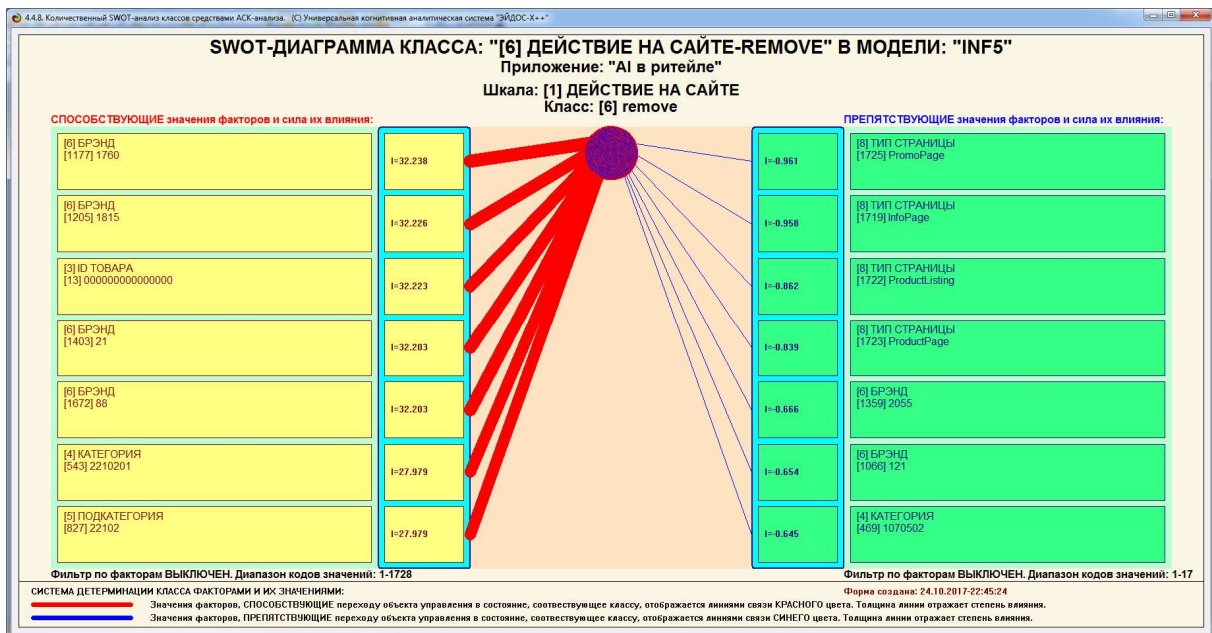 4.4.8. Количественный SWOT-анализ классов средствами АСК-анализа. (C) Универсальная когнитивная аналитическая система "ЭЙДОС-X++"
SWOT-ДИАГРАММА КЛАССА: "[6] ДЕЙСТВИЕ НА САЙТЕ-REMOVE" В МОДЕЛИ: "INF5"
Приложение: "AI в ритейле"
Шкала: [1] ДЕЙСТВИЕ НА САЙТЕ
Класс: [6] remove
СПОСОБСТВУЮЩИЕ значения факторов и сила их влияния:
[6] БРЭНД
[1177] 1760
I=32.238
[6] БРЭНД
[1205] 1815
I=32.226
[3] ID ТОВАРА
[13] 000000000000000
I=32.223
[6] БРЭНД
[1403] 21
I=32.203
[6] БРЭНД
[1672] 88
I=32.203
[4] КАТЕГОРИЯ
[543] 2210201
I=27.979
[5] ПОДКАТЕГОРИЯ
[827] 22102
I=27.979
Фильтр по факторам ВЫКЛЮЧЕН. Диапазон кодов значений: 1-1728
ПРЕПЯТСТВУЮЩИЕ значения факторов и сила их влияния:
I=-0.961
[8] ТИП СТРАНИЦЫ
[1725] PromoPage
I=-0.958
[8] ТИП СТРАНИЦЫ
[1719] InfoPage
I=-0.862
[8] ТИП СТРАНИЦЫ
[1722] ProductListing
I=-0.839
[8] ТИП СТРАНИЦЫ
[1723] ProductPage
I=-0.666
[6] БРЭНД
[1359] 2055
I=-0.654
[6] БРЭНД
[1066] 121
I=-0.645
[4] КАТЕГОРИЯ
[469] 1070502
Фильтр по факторам ВЫКЛЮЧЕН. Диапазон кодов значений: 1-17
СИСТЕМА ДЕТЕРМИНАЦИИ КЛАССА ФАКТОРАМИ И ИХ ЗНАЧЕНИЯМИ:
Форма создана: 24.10.2017-22:45:24
Значения факторов, СПОСОБСТВУЮЩИЕ переходу объекта управления в состояние, соотвествующее классу, отображается линиями связи КРАСНОГО цвета. Толщина линии отражает степень влияния.
Значения факторов, ПРЕПЯТСТВУЮЩИЕ переходу объекта управления в состояние, соотвествующее классу, отображается линиями связи СИНЕГО цвета. Толщина линии отражает степень влияния.